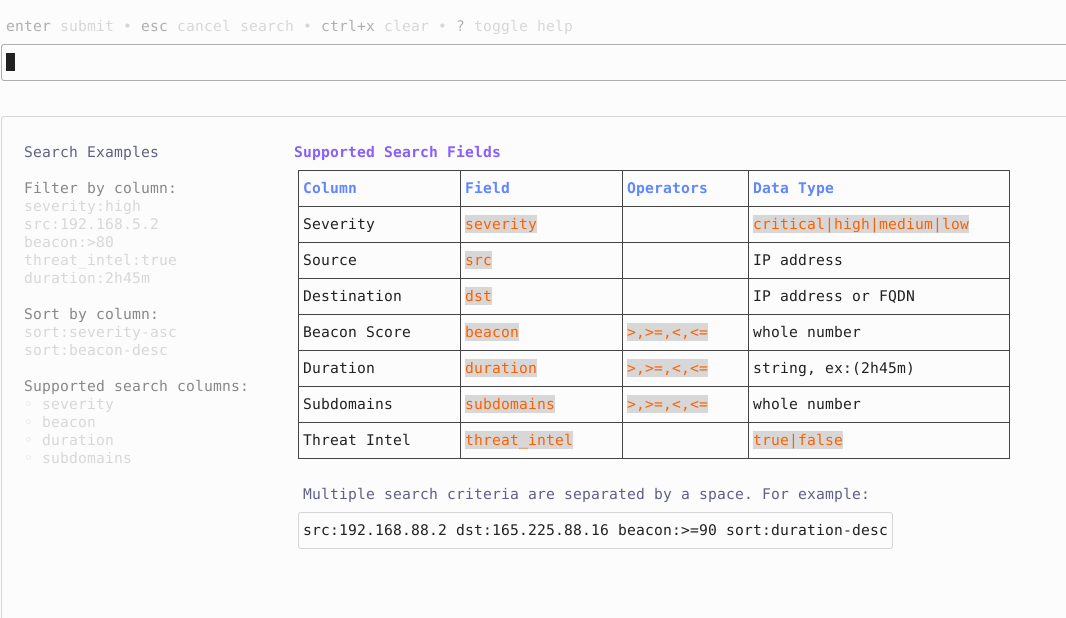 enter submit • esc cancel search • ctrl+x clear • ? toggle help
Search Examples
Filter by column:
severity:high
src:192.168.5.2
beacon:>80
threat_intel:true
duration:2h45m
Sort by column:
sort:severity-asc
sort:beacon-desc
Supported search columns:
◦ severity
◦ beacon
◦ duration
◦ subdomains
Supported Search Fields
Column Field Operators Data Type
Severity severity critical|high|medium|low
Source src IP address
Destination dst IP address or FQDN
Beacon Score beacon >,>=,<,<= whole number
Duration duration >,>=,<,<= string, ex:(2h45m)
Subdomains subdomains >,>=,<,<= whole number
Threat Intel threat_intel true|false
Multiple search criteria are separated by a space. For example:
src:192.168.88.2 dst:165.225.88.16 beacon:>=90 sort:duration-desc